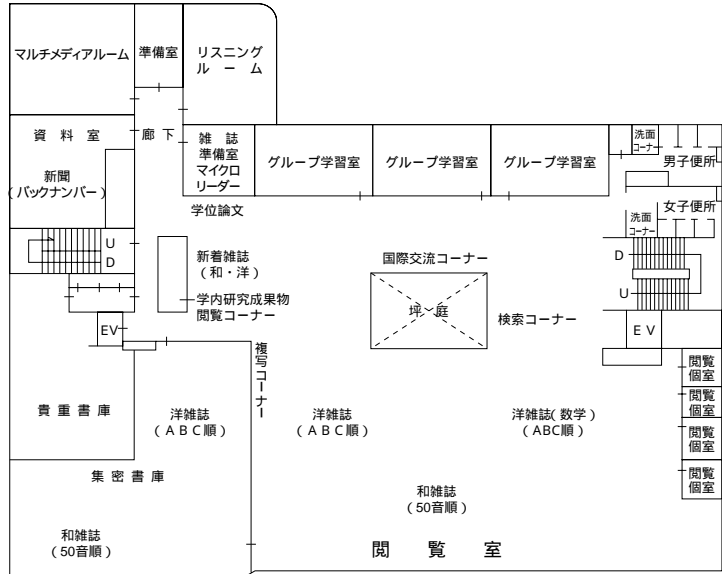 マルチメディアルーム
準備室
リスニング
ルーム
資料室
廊下
新聞
(バックナンバー)
雑誌
準備室
マイクロ
リーダー
グループ学習室
グループ学習室
グループ学習室
洗面
コーナー
男子便所
女子便所
洗面
コーナー
学位論文
U
D
新着雑誌
(和・洋)
学内研究成果物
閲覧コーナー
国際交流コーナー
坪庭
検索コーナー
D
U
EV
EV
複写コーナー
閲覧
個室
閲覧
個室
閲覧
個室
閲覧
個室
貴重書庫
洋雑誌
(ABC順)
洋雑誌
(ABC順)
洋雑誌(数学)
(ABC順)
集密書庫
和雑誌
(50音順)
和雑誌
(50音順)
閲覧室